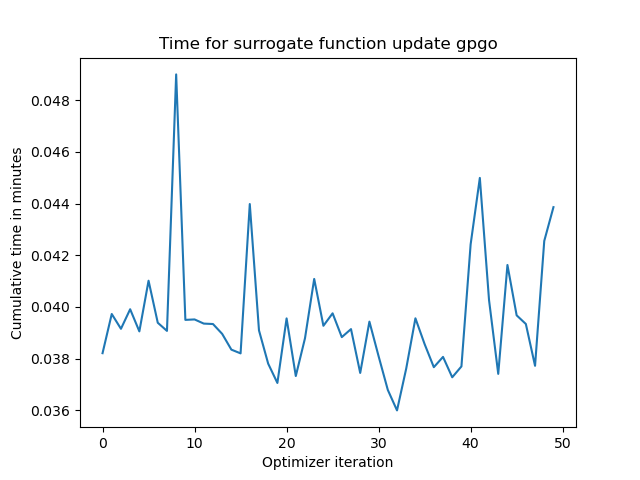 Time for surrogate function update gpgo
Cumulative time in minutes
0.048
0.046
0.044
0.042
0.040
0.038
0.036
0 10 20 30 40 50
Optimizer iteration